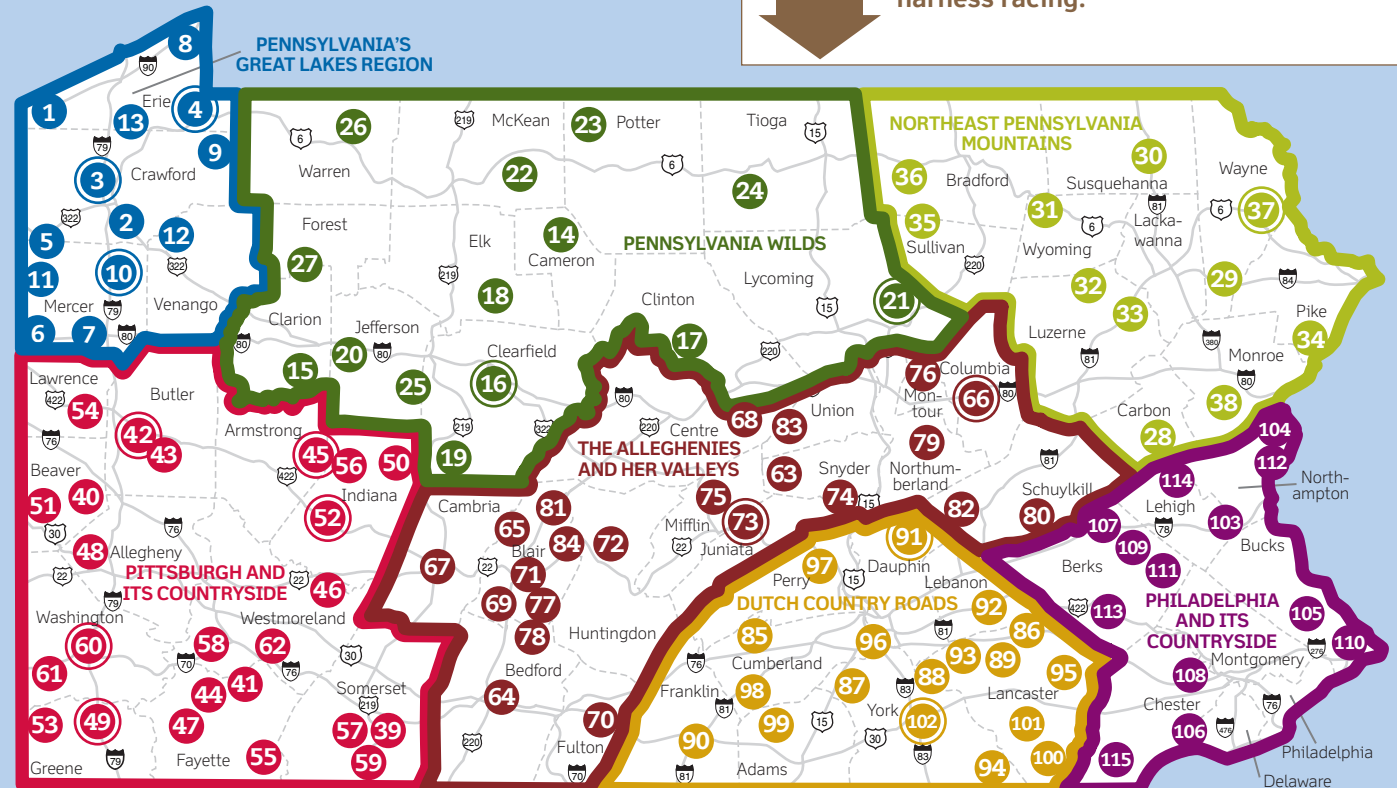 harness racing.
8
PENNSYLVANIA'S
GREAT LAKES REGION
90
1
Erie
4
13
79
9
3
Crawford
322
2
12
5
10
322
11
Mercer
79
Venango
6
7
80
26
219
McKean
23
Potter
Tioga
15
6
Warren
22
6
24
Forest
14
Cameron
PENNSYLVANIA WILDS
Elk
27
219
18
Lycoming
Clinton
15
21
Clarion
Jefferson
80
20
80
Clearfield
17
220
15
25
16
219
322
19
NORTHEAST PENNSYLVANIA
MOUNTAINS
30
36
Bradford
Susquehanna
Wayne
81
31
6
6
37
35
Lacka-
wanna
Sullivan
Wyoming
220
32
29
84
33
Pike
Luzerne
380
34
81
Monroe
80
38
Carbon
28
Lawrence
422
54
Butler
42
43
76
Armstrong
45
56
50
Beaver
422
Indiana
51
40
52
30
76
48
Allegheny
22
PITTSBURGH AND
ITS COUNTRYSIDE
22
46
79
Washington
Westmoreland
60
58
62
30
70
76
61
44
41
Somerset
219
53
49
47
57
39
Greene
79
Fayette
55
59
80
220
Centre
68
83
Union
76
Mon-
tour
Columbia
66
80
THE ALLEGHENIES
AND HER VALLEYS
79
63
Snyder
Northum-
berland
81
Cambria
81
75
74
15
Schuylkill
82
80
65
Mifflin
73
22
Juniata
Blair
84
72
67
22
71
69
77
78
Huntingdon
Bedford
64
70
220
Fulton
70
91
97
Dauphin
Perry
15
Lebanon
DUTCH COUNTRY ROADS
92
85
96
81
86
Cumberland
93
89
76
95
Franklin
98
87
83
88
Lancaster
81
99
15
York
102
101
90
30
83
Adams
81
94
100
104
112
114
North-
ampton
Lehigh
107
78
103
109
Bucks
Berks
111
422
113
PHILADELPHIA
AND ITS
COUNTRYSIDE
105
276
110
Montgomery
108
Chester
76
106
476
115
Philadelphia
Delaware